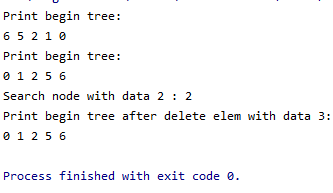 Print begin tree:
6 5 2 1 0
Print begin tree:
0 1 2 5 6
Search node with data 2 : 2
Print begin tree after delete elem with data 3:
0 1 2 5 6
Process finished with exit code 0.